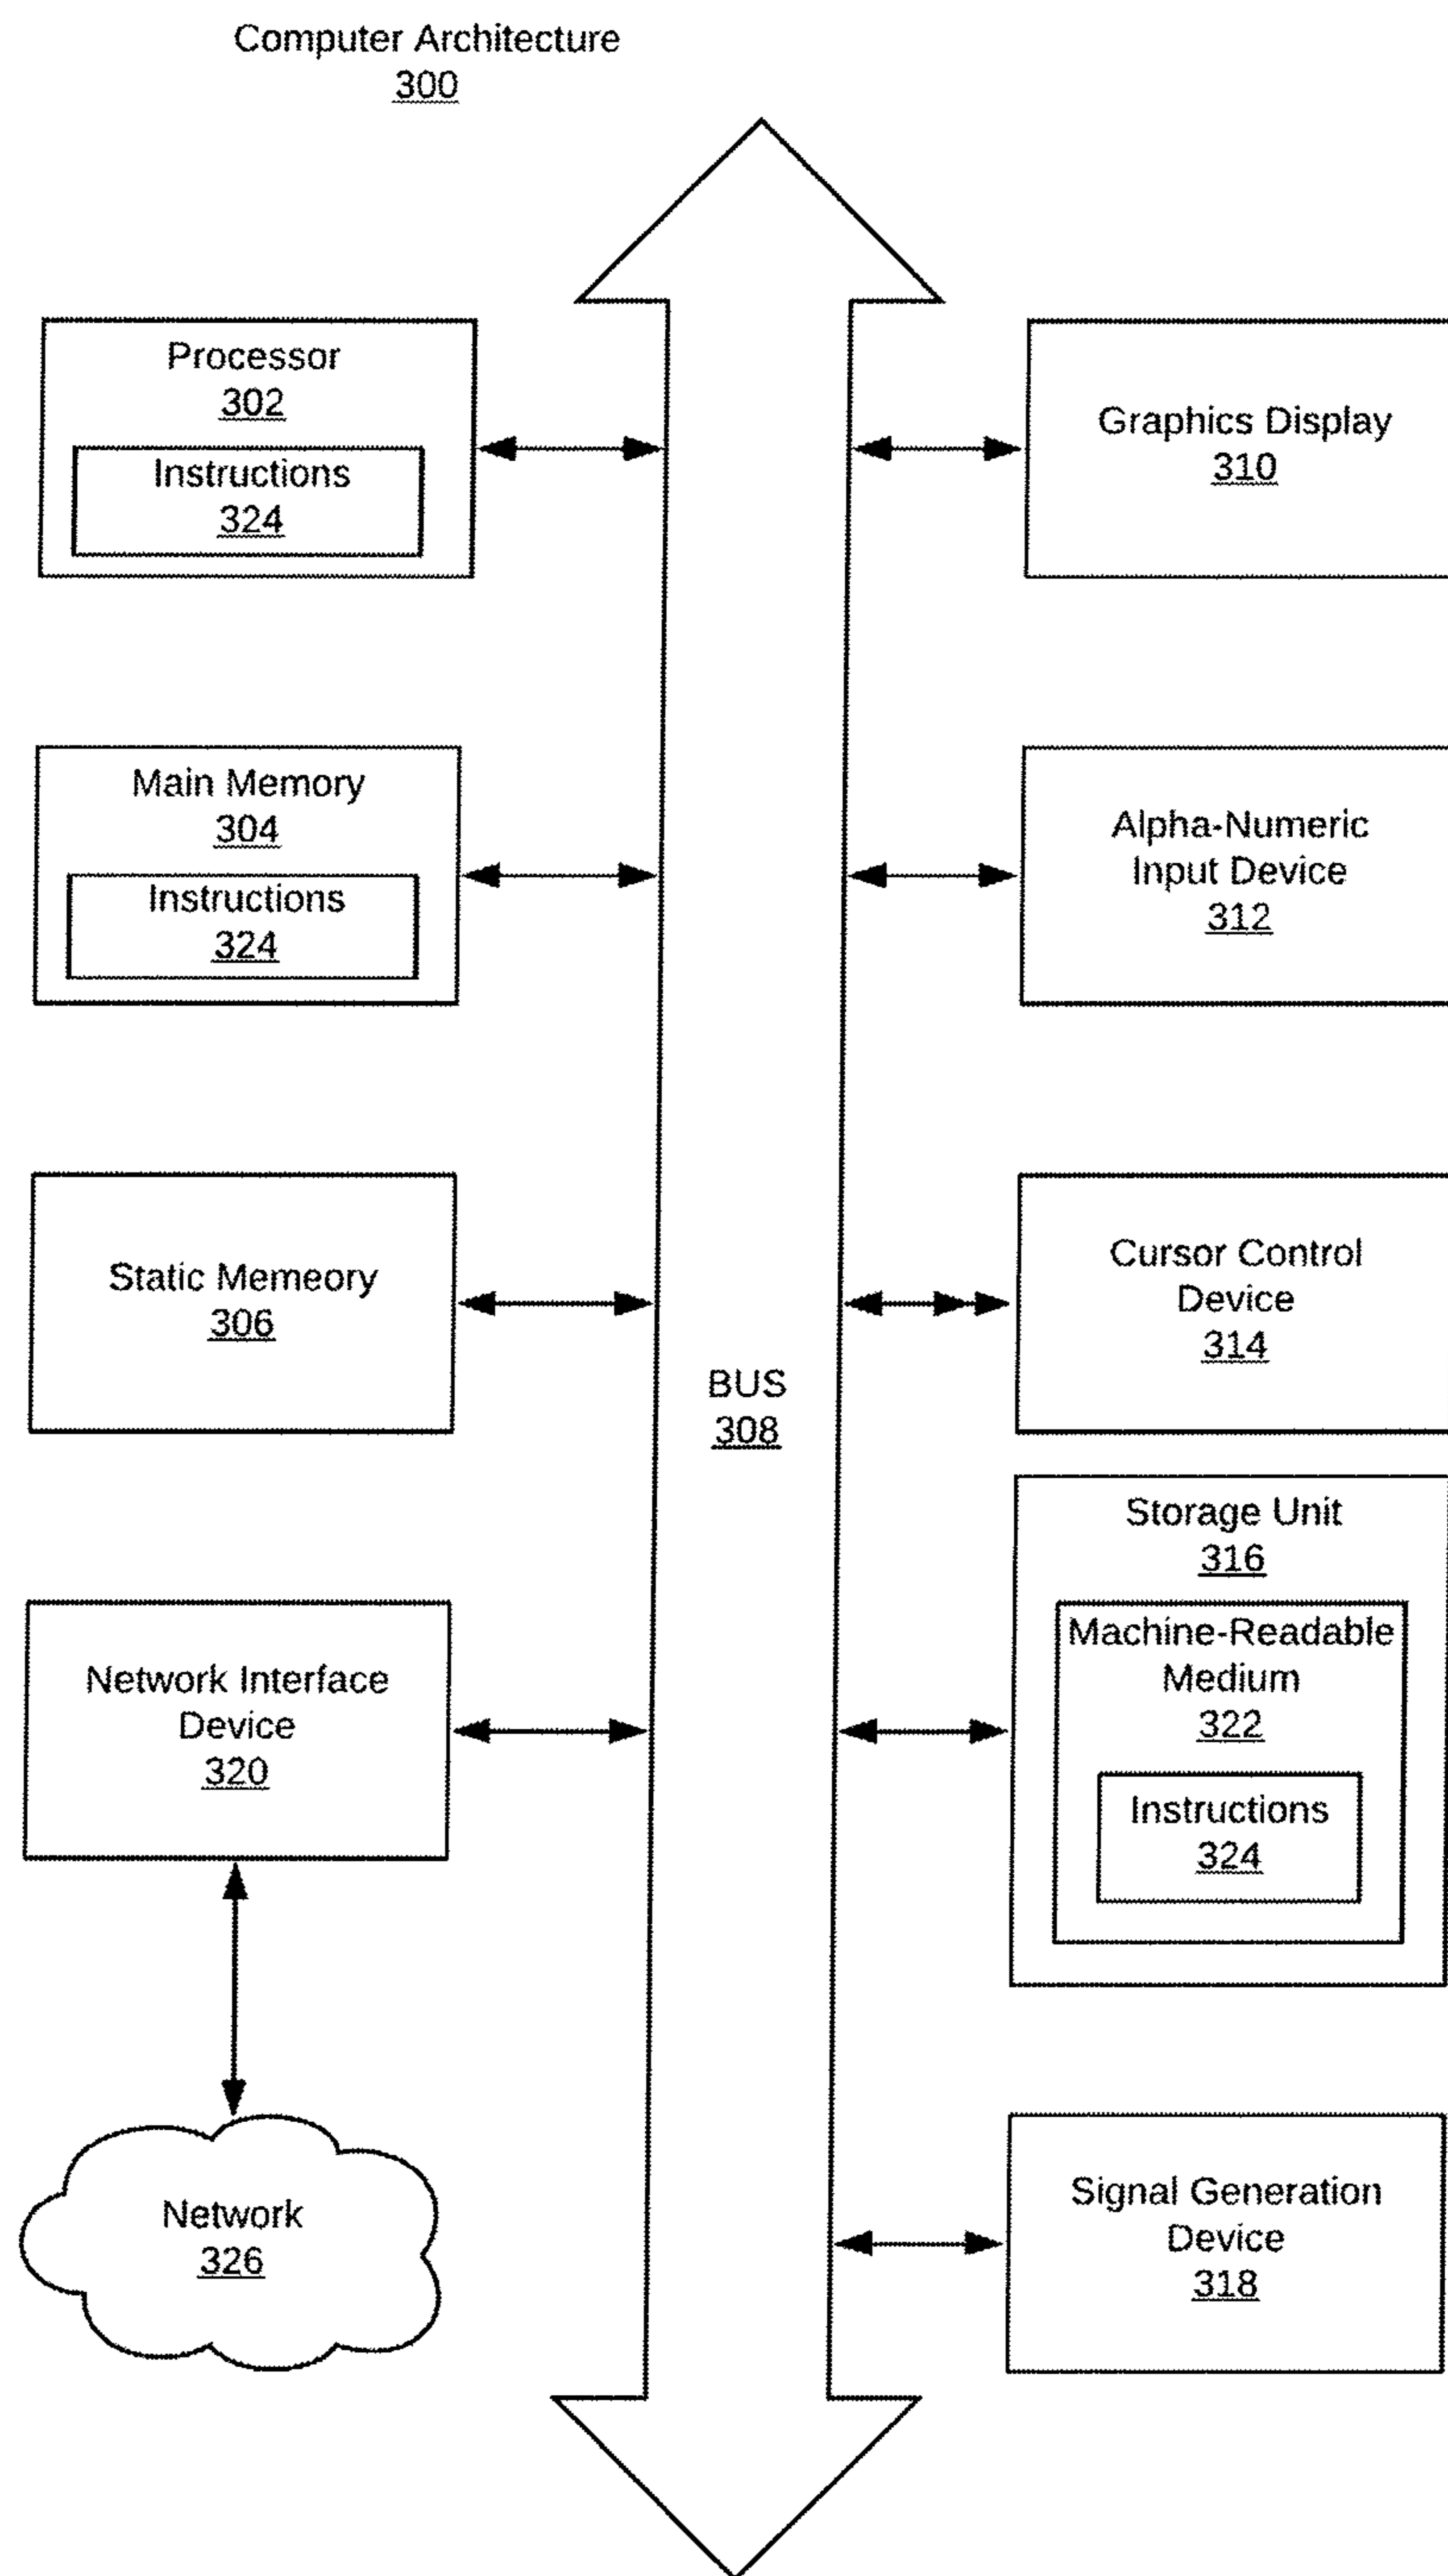 Computer Architecture
300
Processor
302
Instructions
324
Main Memory
304
Instructions
324
Static Memeory
306
Network Interface
Device
320
Network
326
BUS
308
Graphics Display
310
Alpha-Numeric
Input Device
312
Cursor Control
Device
314
Storage Unit
316
Machine-Readable
Medium
322
Instructions
324
Signal Generation
Device
318